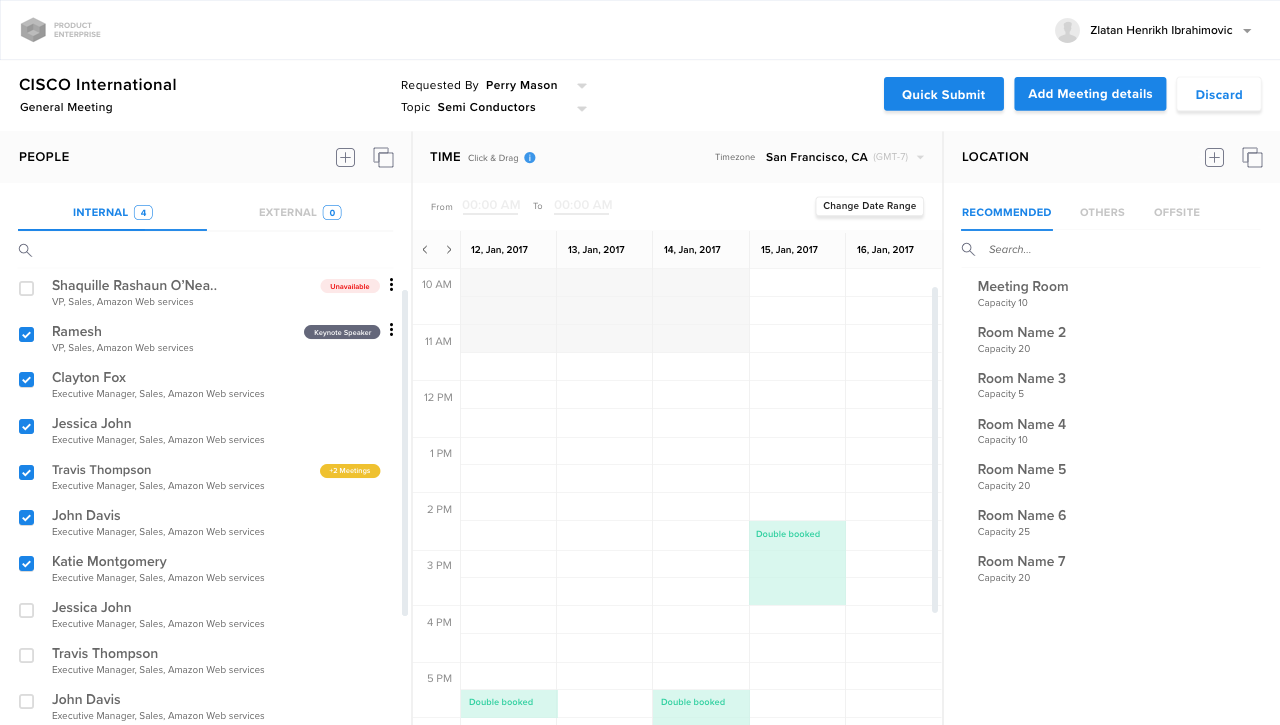 PRODUCT
ENTERPRISE
Zlatan Henrikh Ibrahimovic
CISCO International
General Meeting
Requested By Perry Mason
Topic Semi Conductors
Quick Submit
Add Meeting details
Discard
PEOPLE
INTERNAL 4
EXTERNAL 0
Shaquille Rashaun O’Nea..
VP, Sales, Amazon Web services
Unavailable
Ramesh
VP, Sales, Amazon Web services
Keynote Speaker
Clayton Fox
Executive Manager, Sales, Amazon Web services
Jessica John
Executive Manager, Sales, Amazon Web services
Travis Thompson
Executive Manager, Sales, Amazon Web services
+2 Meetings
John Davis
Executive Manager, Sales, Amazon Web services
Katie Montgomery
Executive Manager, Sales, Amazon Web services
Jessica John
Executive Manager, Sales, Amazon Web services
Travis Thompson
Executive Manager, Sales, Amazon Web services
John Davis
Executive Manager, Sales, Amazon Web services
TIME Click & Drag i
Timezone San Francisco, CA (GMT-7)
From 00:00 AM To 00:00 AM
Change Date Range
12, Jan, 2017
13, Jan, 2017
14, Jan, 2017
15, Jan, 2017
16, Jan, 2017
10 AM
11 AM
12 PM
1 PM
2 PM
Double booked
3 PM
4 PM
5 PM
Double booked
Double booked
LOCATION
RECOMMENDED
OTHERS
OFFSITE
Search...
Meeting Room
Capacity 10
Room Name 2
Capacity 20
Room Name 3
Capacity 5
Room Name 4
Capacity 10
Room Name 5
Capacity 20
Room Name 6
Capacity 25
Room Name 7
Capacity 20